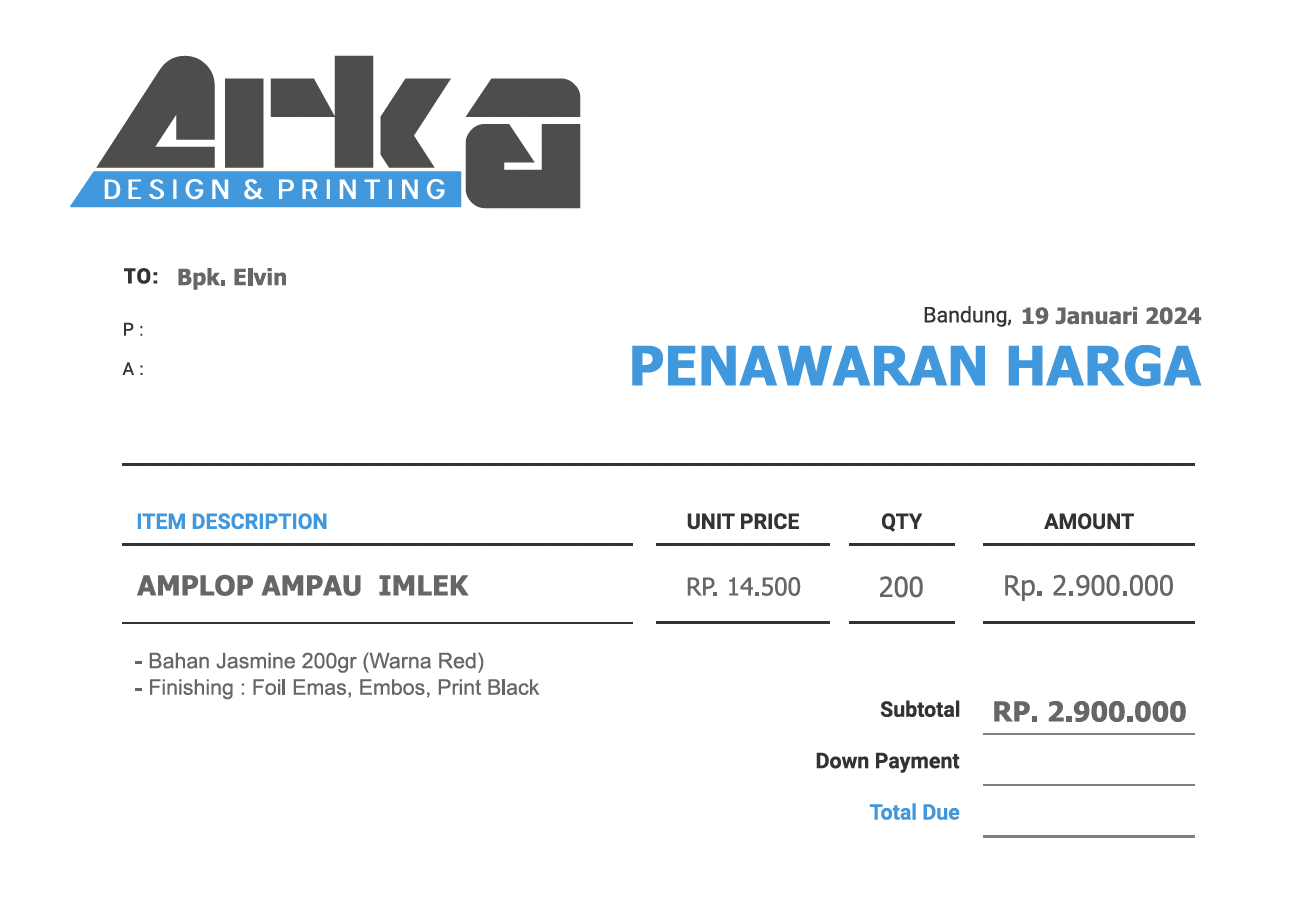 Arka
DESIGN & PRINTING
TO: Bpk. Elvin
P :
A :
Bandung, 19 Januari 2024
PENAWARAN HARGA
ITEM DESCRIPTION UNIT PRICE QTY AMOUNT
AMPLOP AMPAU IMLEK RP. 14.500 200 Rp. 2.900.000
- Bahan Jasmine 200gr (Warna Red)
- Finishing : Foil Emas, Embos, Print Black
Subtotal RP. 2.900.000
Down Payment
Total Due